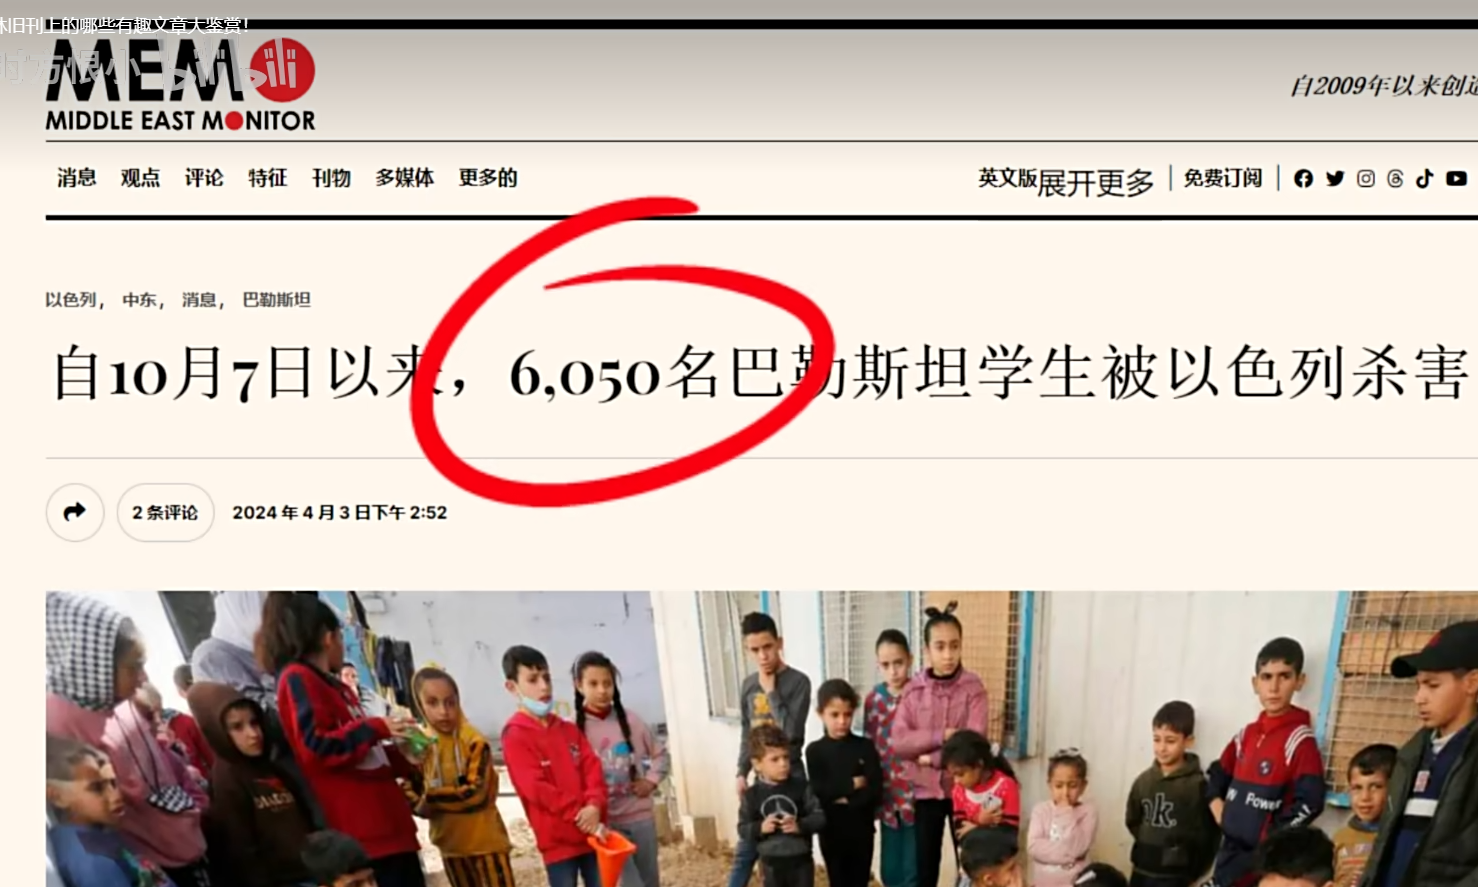 旧刊上的哪些有趣文章大鉴赏！
MEMO
bilibili
MIDDLE EAST MONITOR
自2009年以来创造
消息 观点 评论 特征 刊物 多媒体 更多的
英文版展开更多 免费订阅
以色列， 中东， 消息， 巴勒斯坦
自10月7日以来，6,050名巴勒斯坦学生被以色列杀害
2 条评论 2024 年 4 月 3 日下午 2:52
Power